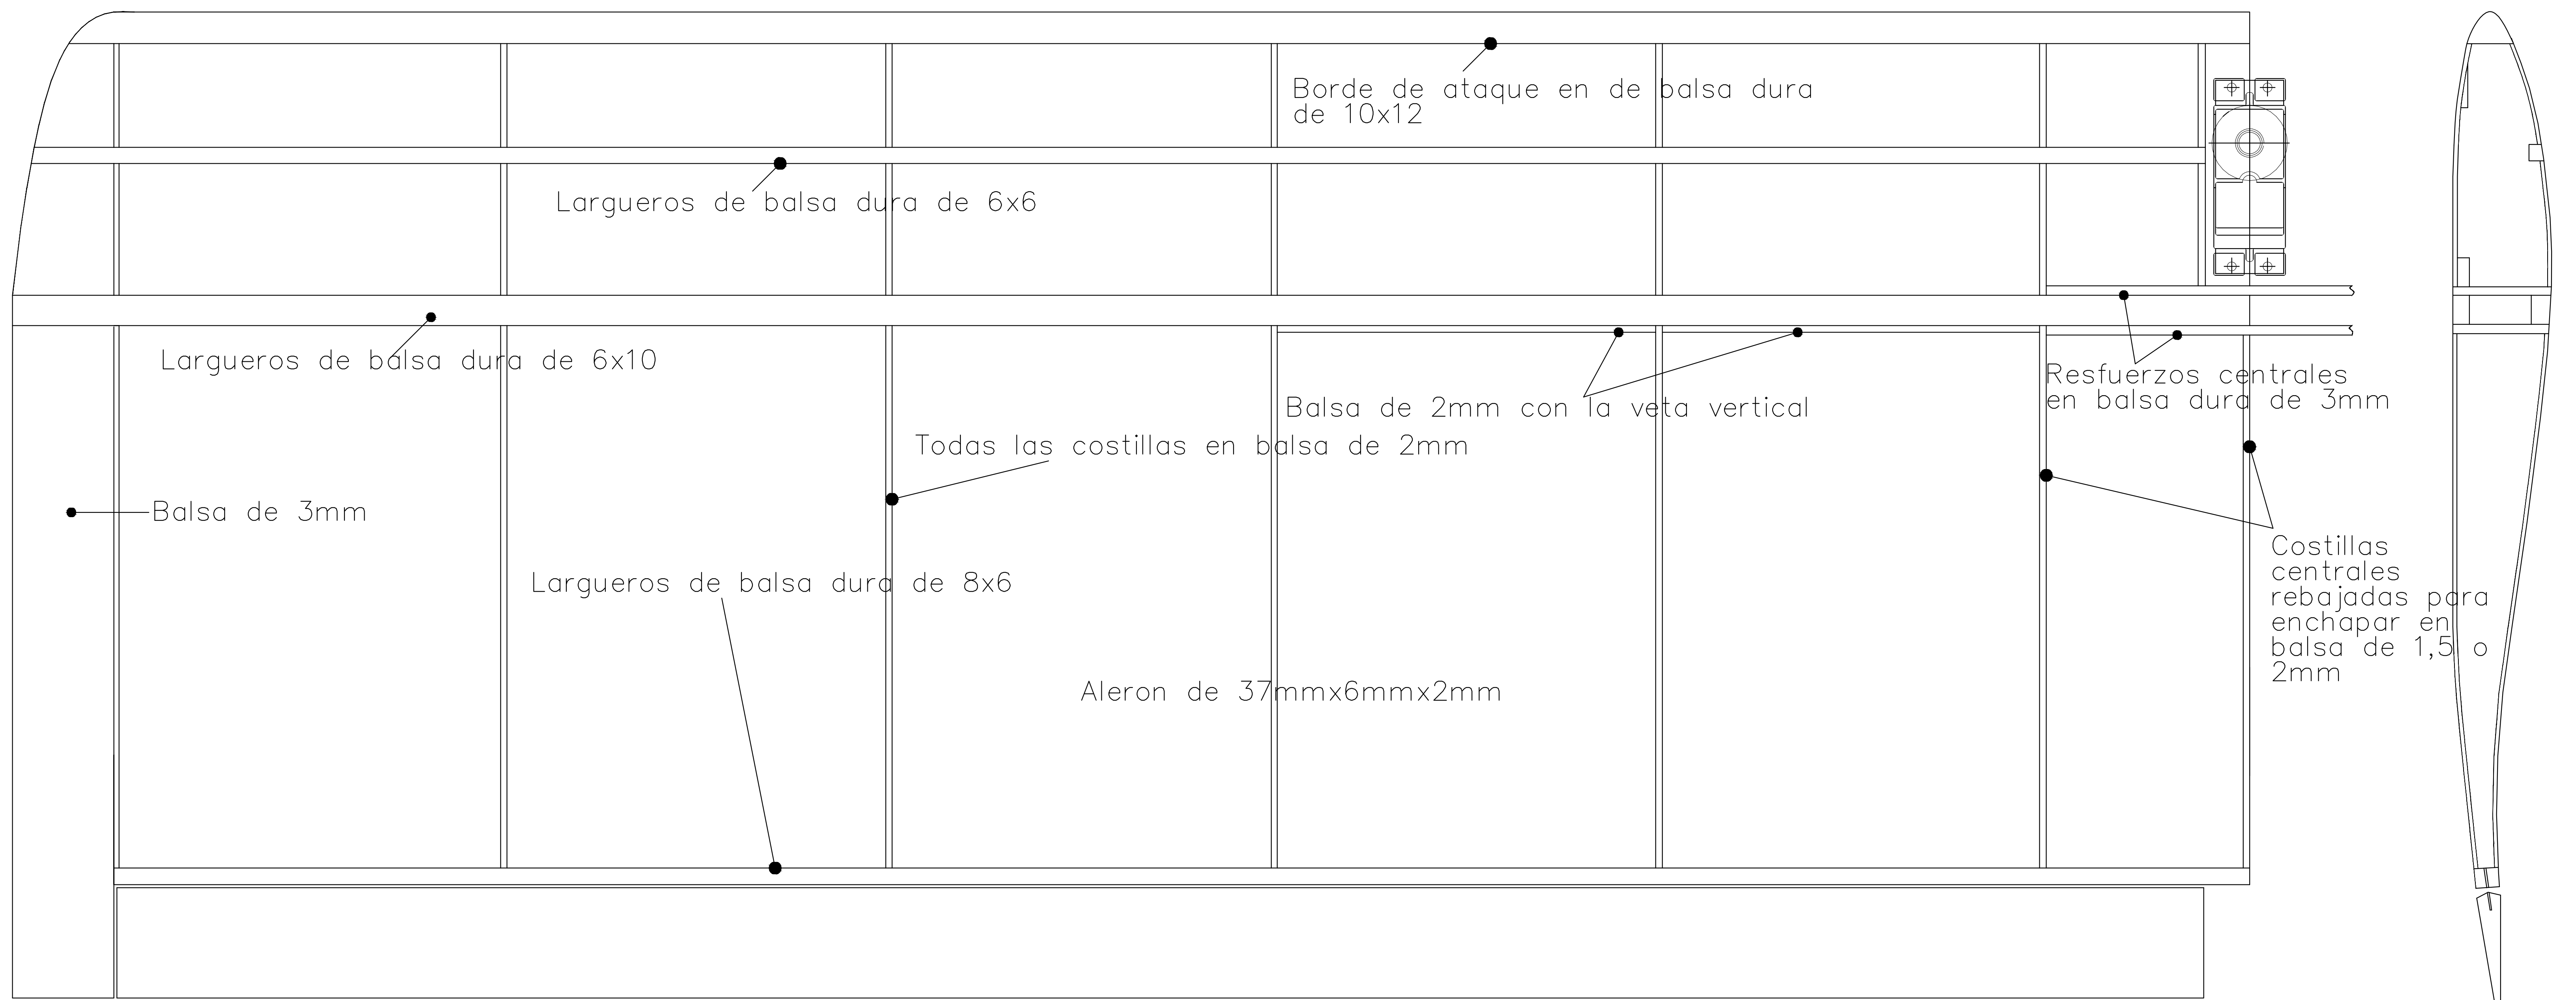 Borde de ataque en de balsa dura
de 10x12
Largueros de balsa dura de 6x6
Largueros de balsa dura de 6x10
Resfuerzos centrales
en balsa dura de 3mm
Balsa de 2mm con la veta vertical
Todas las costillas en balsa de 2mm
Balsa de 3mm
Costillas
centrales
rebajadas para
enchapar en
balsa de 1,5 o
2mm
Largueros de balsa dura de 8x6
Aleron de 37mmx6mmx2mm